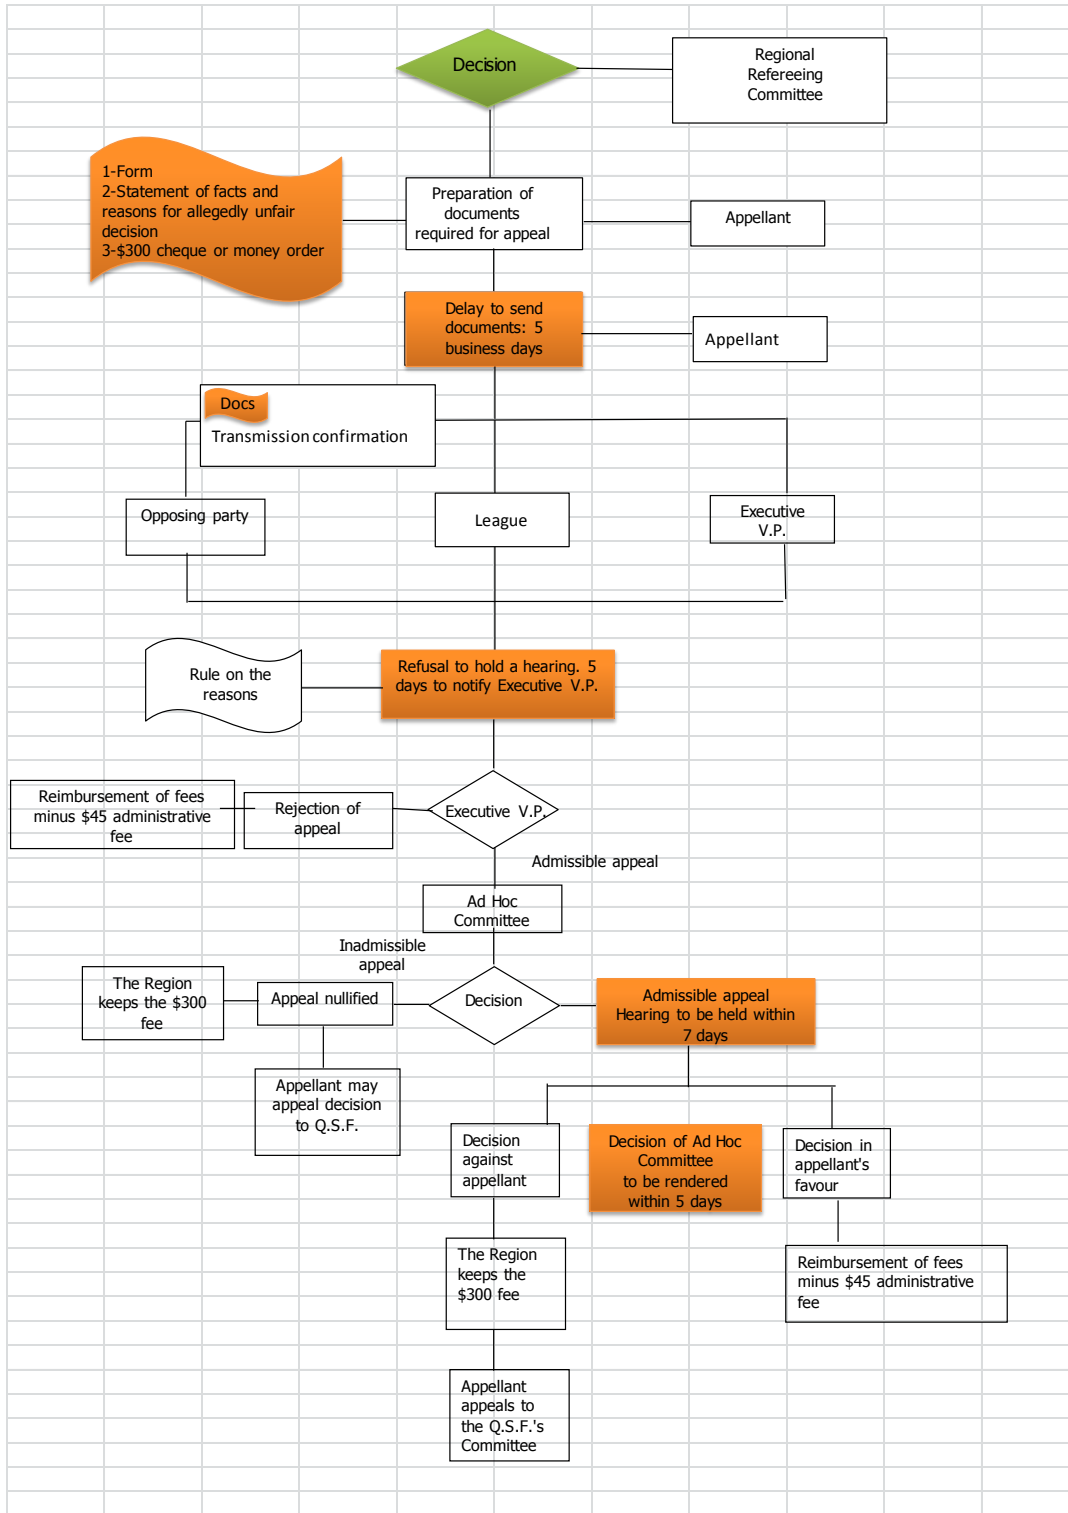 Decision
Regional
Refereeing
Committee
1-Form
2-Statement of facts and
reasons for allegedly unfair
decision
3-$300 cheque or money order
Preparation of
documents
required for appeal
Appellant
Delay to send
documents: 5
business days
Appellant
Docs
Transmission confirmation
Opposing party
League
Executive
V.P.
Rule on the
reasons
Refusal to hold a hearing. 5
days to notify Executive V.P.
Reimbursement of fees
minus $45 administrative
fee
Rejection of
appeal
Executive V.P.
Admissible appeal
Ad Hoc
Committee
Inadmissible
appeal
The Region
keeps the $300
fee
Appeal nullified
Decision
Admissible appeal
Hearing to be held within
7 days
Appellant may
appeal decision
to Q.S.F.
Decision
against
appellant
Decision of Ad Hoc
Committee
to be rendered
within 5 days
Decision in
appellant's
favour
The Region
keeps the
$300 fee
Reimbursement of fees
minus $45 administrative
fee
Appellant
appeals to
the Q.S.F.'s
Committee